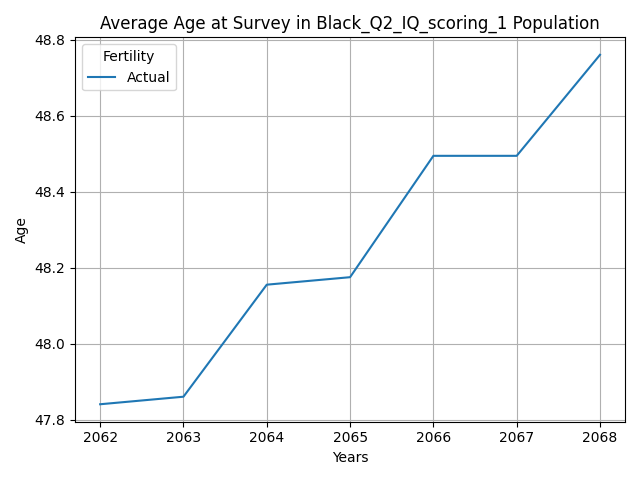 Average Age at Survey in Black_Q2_IQ_scoring_1 Population
Fertility
Actual
48.8
48.6
48.4
48.2
48.0
47.8
Age
2062 2063 2064 2065 2066 2067 2068
Years